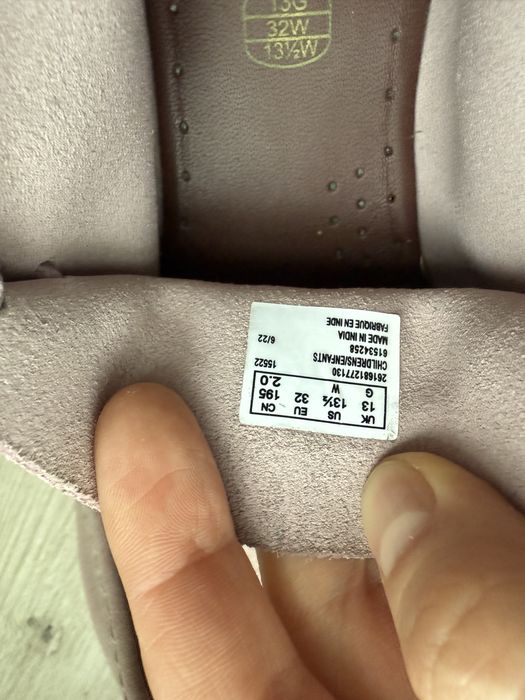 13G
32W
13½W
UK US EU CN
13 13½ 32 195
G W 2.0
261681277130
CHILDRENS/ENFANTS 15522
61534258
MADE IN INDIA 6/22
FABRIQUE EN INDE